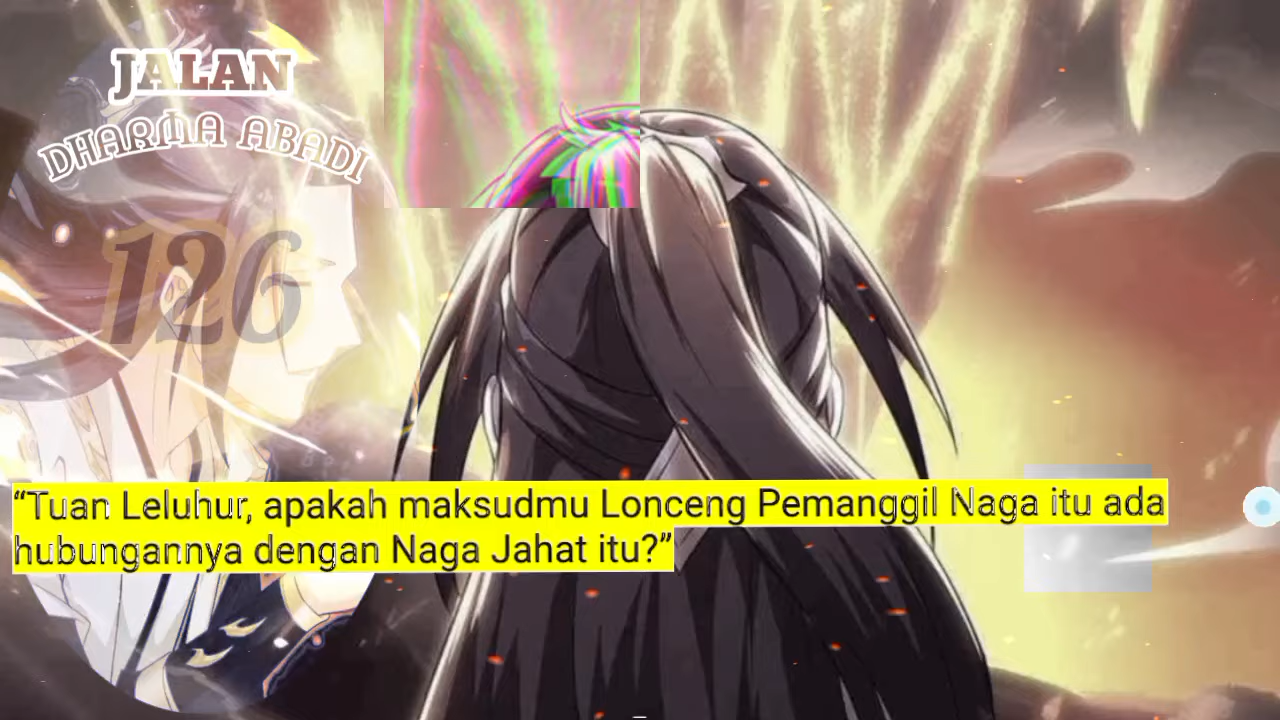 JALAN
DHARMA ABADI
126
“Tuan Leluhur, apakah maksudmu Lonceng Pemanggil Naga itu ada
hubungannya dengan Naga Jahat itu?”